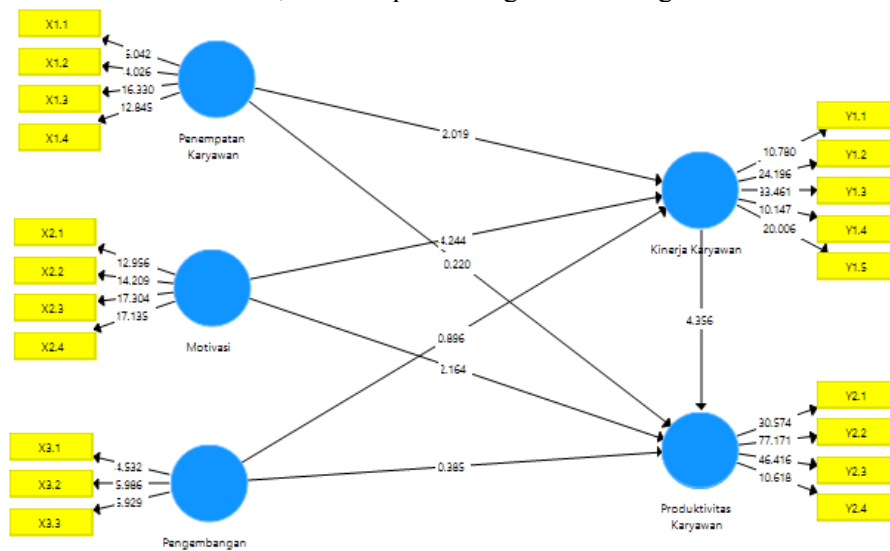 X1.1
X1.2
X1.3
X1.4
4.026
16.330
12.845
Penempatan
Karyawan
X2.1
X2.2
X2.3
X2.4
12.956
14.209
17.304
17.135
Motivasi
X3.1
X3.2
X3.3
4.532
5.986
Pengembangan
2.019
4.244
0.220
0.896
2.164
0.385
4.356
Kinerja Karyawan
10.780
24.196
33.461
10.147
20.006
Y1.1
Y1.2
Y1.3
Y1.4
Y1.5
Produktivitas
Karyawan
30.574
77.171
46.416
10.618
Y2.1
Y2.2
Y2.3
Y2.4